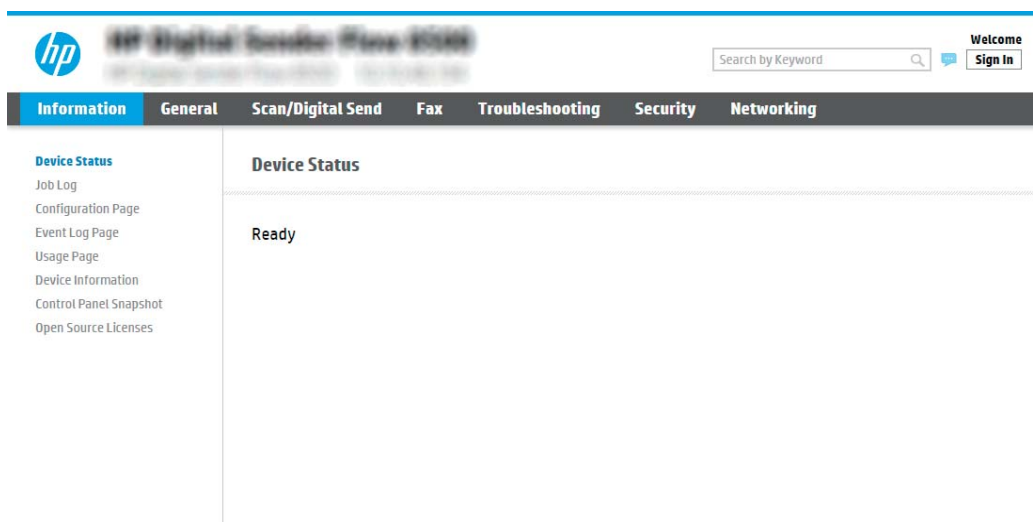 hp
Welcome
Search by Keyword
Sign In
Information General Scan/Digital Send Fax Troubleshooting Security Networking
Device Status
Job Log
Configuration Page
Event Log Page
Usage Page
Device Information
Control Panel Snapshot
Open Source Licenses
Device Status
Ready